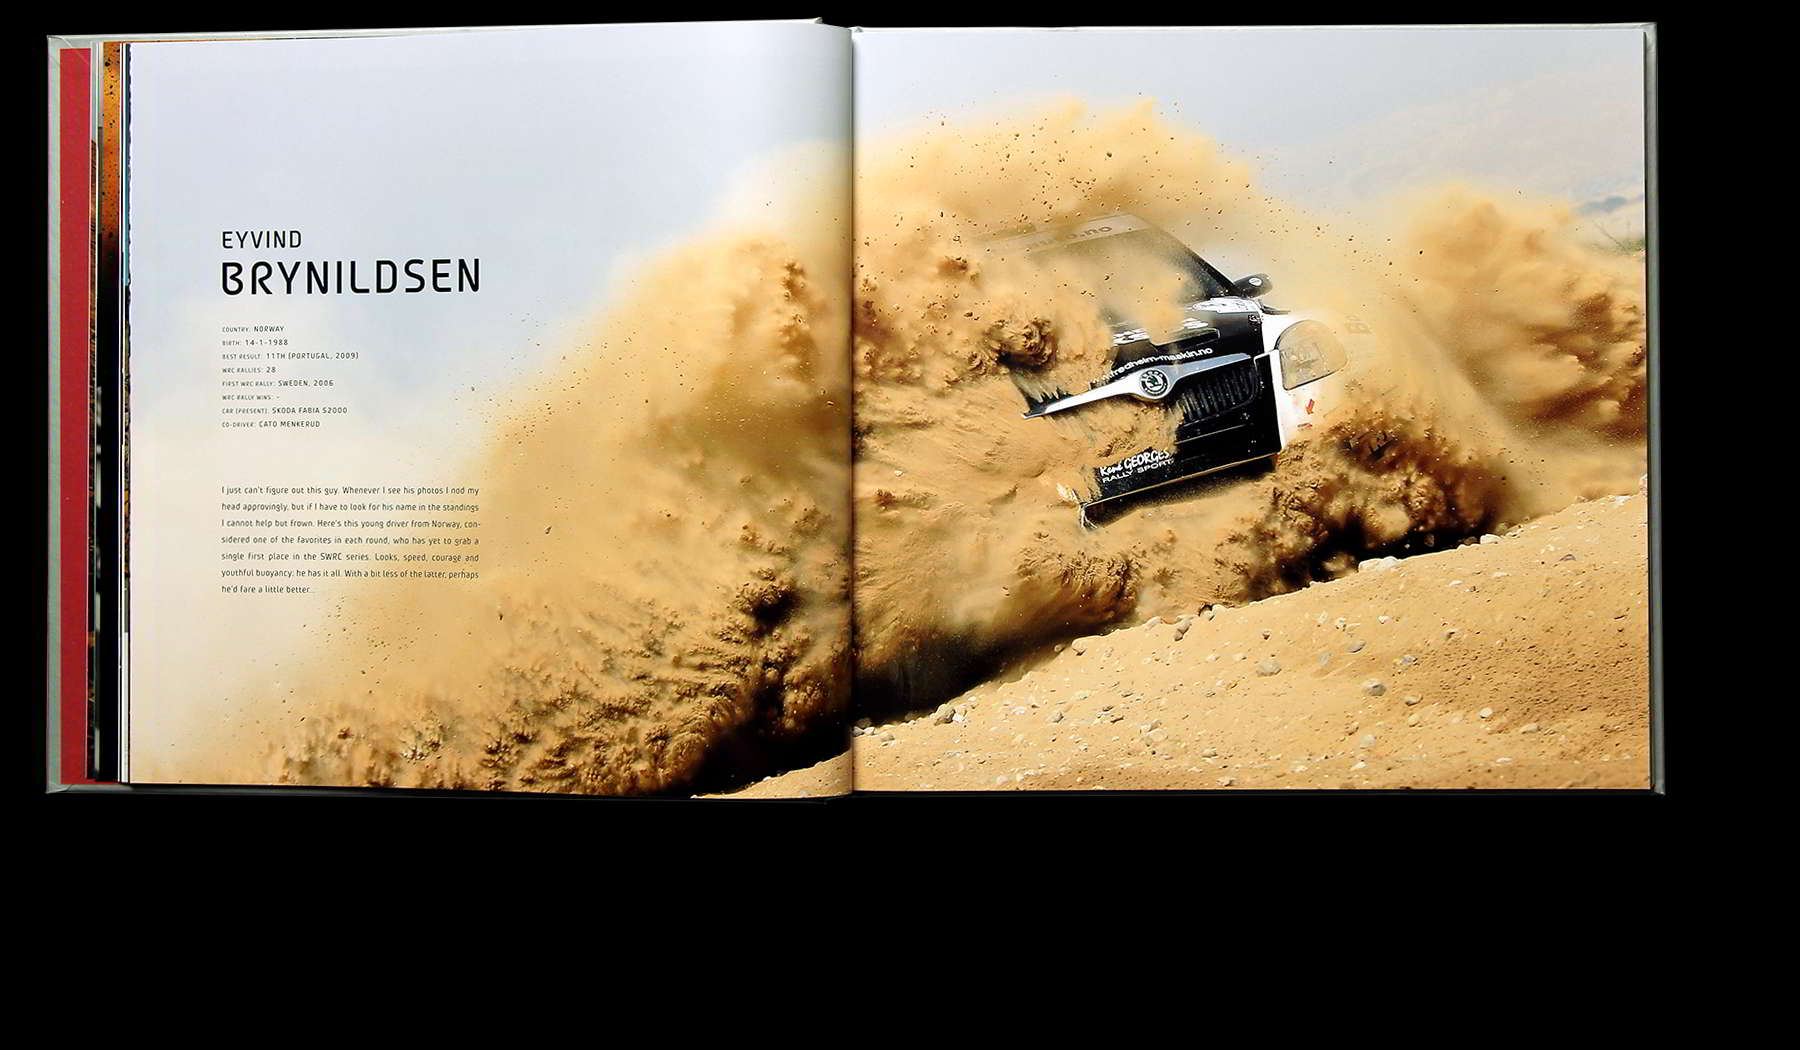 EYVIND
BRYNILDSEN
COUNTRY: NORWAY
BIRTH: 14-1-1988
BEST RESULT: 11TH (PORTUGAL, 2009)
WRC RALLIES: 28
FIRST WRC RALLY: SWEDEN, 2006
WRC RALLY WINS: -
CAR (PRESENT): SKODA FABIA S2000
CO-DRIVER: CATO MENKERUD
I just can't figure out this guy. Whenever I see his photos I nod my
head approvingly, but if I have to look for his name in the standings
I cannot help but frown. Here's this young driver from Norway, con-
sidered one of the favorites in each round, who has yet to grab a
single first place in the SWRC series. Looks, speed, courage and
youthful buoyancy: he has it all. With a bit less of the latter, perhaps
he'd fare a little better...
René GEORGES
RALLY SPORT